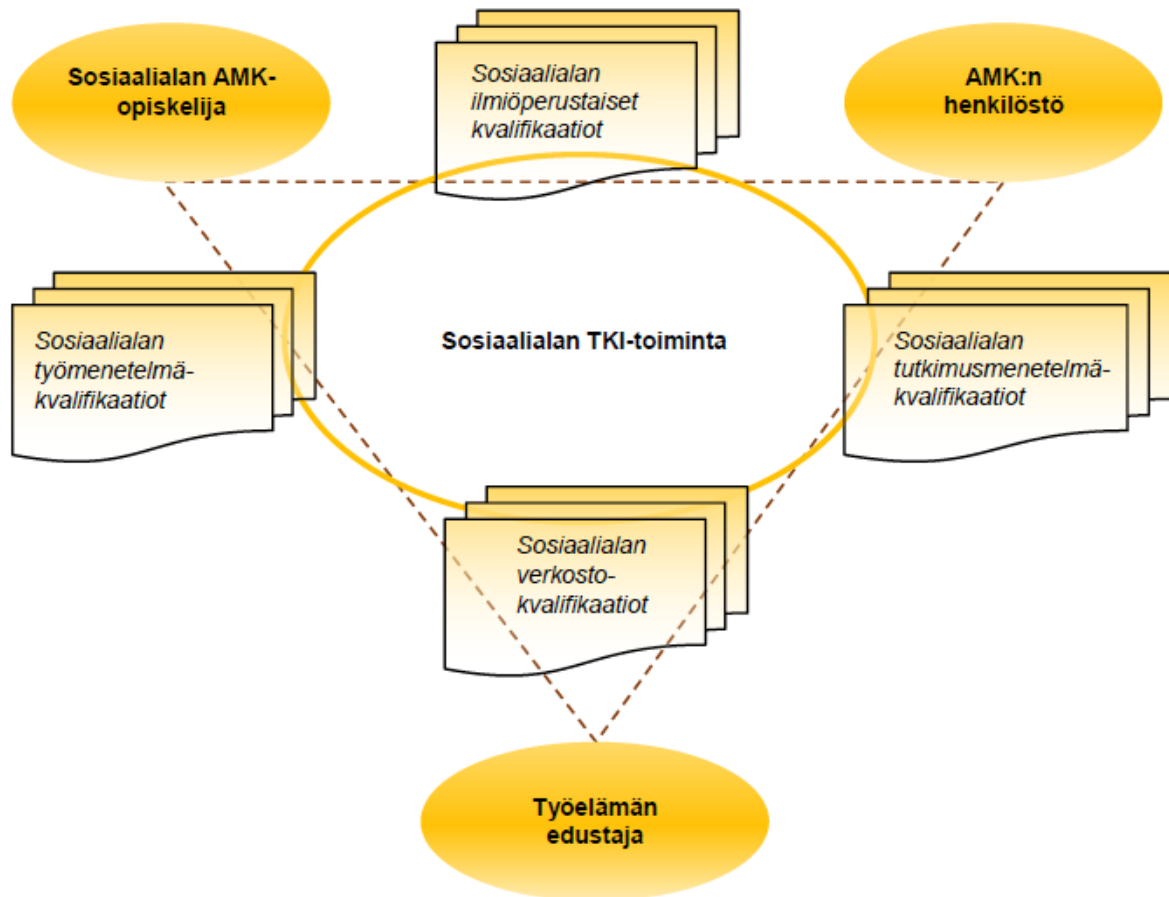 Sosiaalialan AMK-
opiskelija
Sosiaalialan
ilmiöperustaiset
kvalifikaatiot
AMK:n
henkilöstö
Sosiaalialan
työmenetelmä-
kvalifikaatiot
Sosiaalialan TKI-toiminta
Sosiaalialan
tutkimusmenetelmä-
kvalifikaatiot
Sosiaalialan
verkosto-
kvalifikaatiot
Työelämän
edustaja